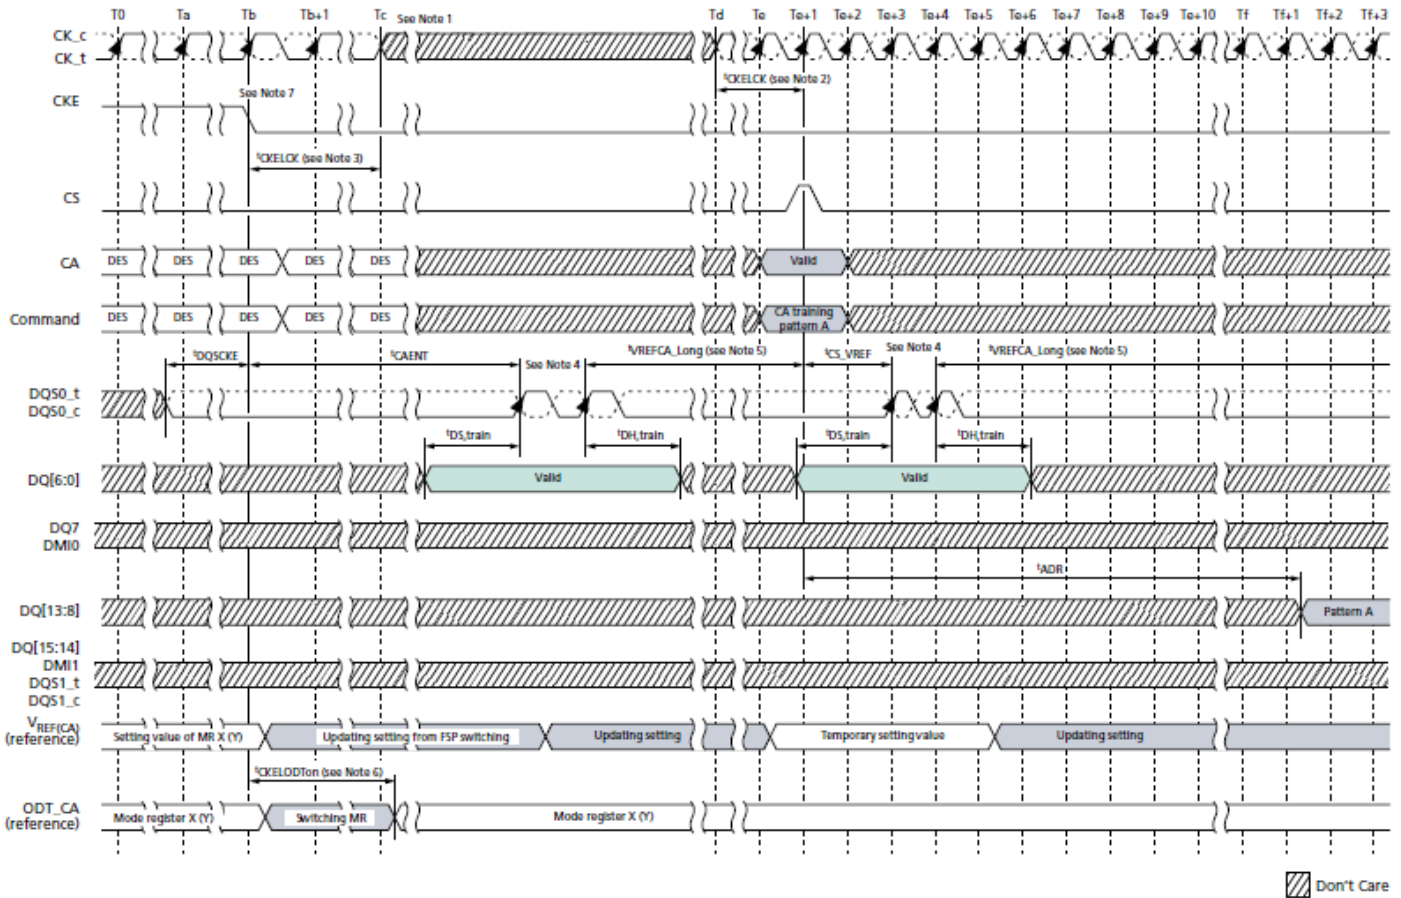 T0 Ta Tb Tb+1 Tc See Note 1 Td Te Te+1 Te+2 Te+3 Te+4 Te+5 Te+6 Te+7 Te+8 Te+9 Te+10 Tf Tf+1 Tf+2 Tf+3
CK_c
CK_t
tCKELCK (see Note 2)
See Note 7
CKE
tCKELCK (see Note 3)
CS
CA DES DES DES DES DES Valid
Command DES DES DES DES DES CA training
pattern A
tDQSCKE tCAENT See Note 4 tVREFCA_Long (see Note 5) tCS_VREF See Note 4 tVREFCA_Long (see Note 5)
DQS0_t
DQS0_c
tDS,train tDH,train tDS,train tDH,train
DQ[6:0] Valid Valid
DQ7
DMI0
tADR
DQ[13:8] Pattern A
DQ[15:14]
DMI1
DQS1_t
DQS1_c
VREF(CA)
(reference) Setting value of MR X (Y) Updating setting from FSP switching Updating setting Temporary setting value Updating setting
tCKELODTon (see Note 6)
ODT_CA
(reference) Mode register X (Y) Switching MR Mode register X (Y)
Don't Care